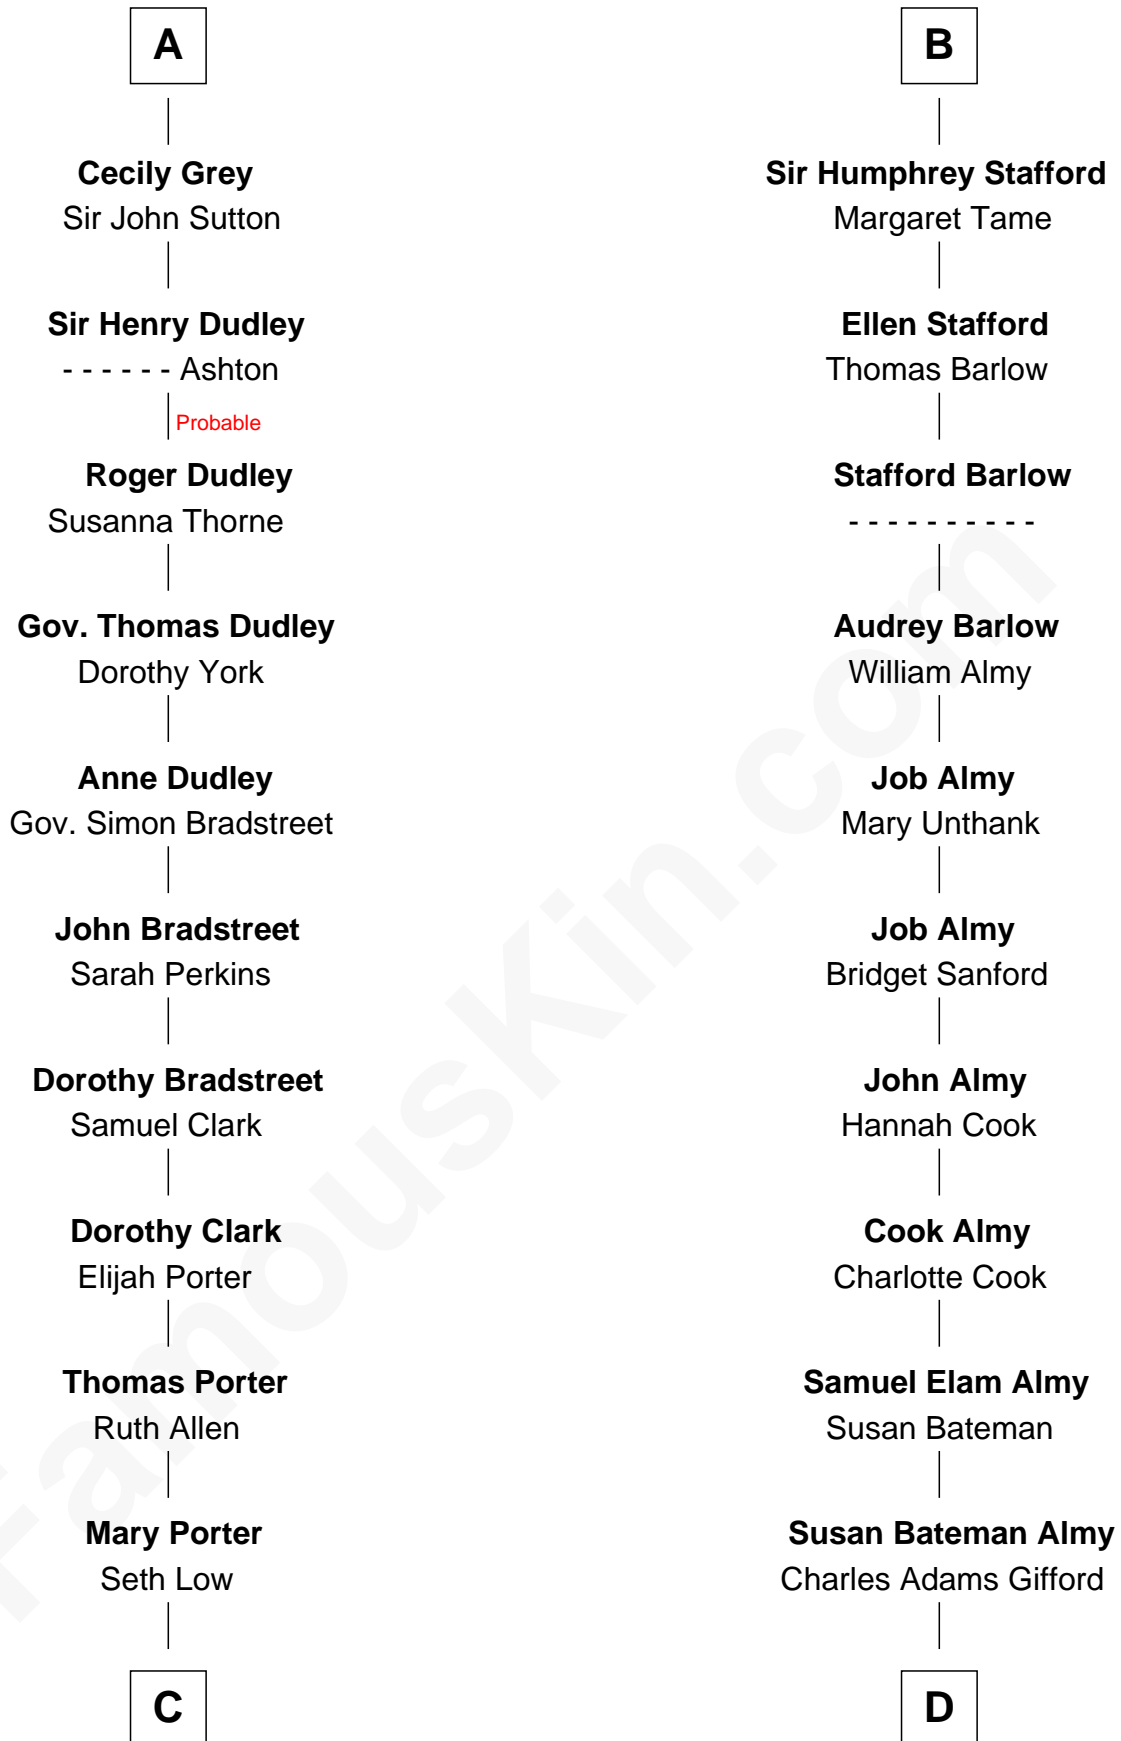 A
Cecily Grey
Sir John Sutton
Sir Henry Dudley
- - - - - - Ashton
Probable
Roger Dudley
Susanna Thorne
Gov. Thomas Dudley
Dorothy York
Anne Dudley
Gov. Simon Bradstreet
John Bradstreet
Sarah Perkins
Dorothy Bradstreet
Samuel Clark
Dorothy Clark
Elijah Porter
Thomas Porter
Ruth Allen
Mary Porter
Seth Low
C
B
Sir Humphrey Stafford
Margaret Tame
Ellen Stafford
Thomas Barlow
Stafford Barlow
- - - - - - - - - -
Audrey Barlow
William Almy
Job Almy
Mary Unthank
Job Almy
Bridget Sanford
John Almy
Hannah Cook
Cook Almy
Charlotte Cook
Samuel Elam Almy
Susan Bateman
Susan Bateman Almy
Charles Adams Gifford
D
FamousKin.com